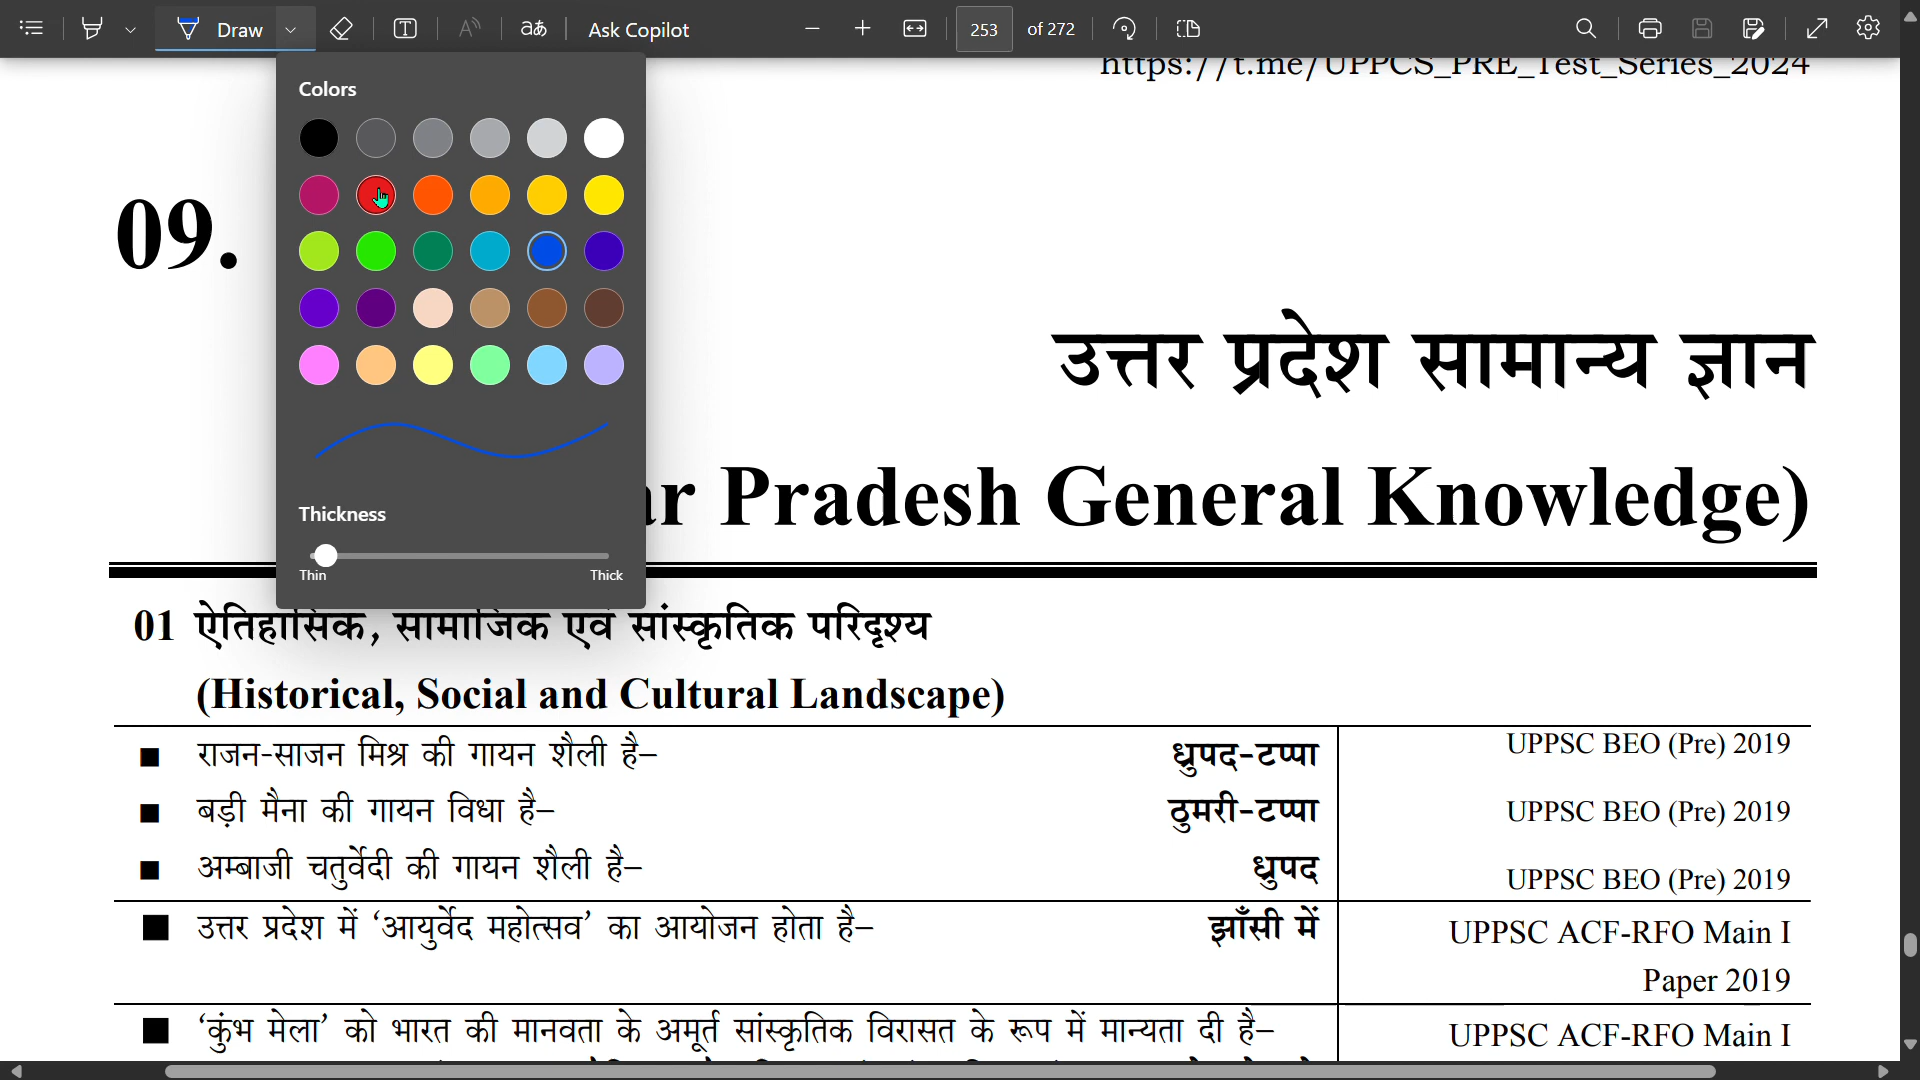 Draw
Ask Copilot
253 of 272
https://t.me/UPPCS_PRE_Test_Series_2024
Colors
Thickness
Thin
Thick
09.
उत्तर प्रदेश सामान्य ज्ञान
ar Pradesh General Knowledge)
01 ऐतिहासिक, सामाजिक एवं सांस्कृतिक परिदृश्य
(Historical, Social and Cultural Landscape)
■ राजन-साजन मिश्र की गायन शैली है– ध्रुपद-टप्पा UPPSC BEO (Pre) 2019
■ बड़ी मैना की गायन विधा है– ठुमरी-टप्पा UPPSC BEO (Pre) 2019
■ अम्बाजी चतुर्वेदी की गायन शैली है– ध्रुपद UPPSC BEO (Pre) 2019
■ उत्तर प्रदेश में ‘आयुर्वेद महोत्सव’ का आयोजन होता है– झाँसी में UPPSC ACF-RFO Main I
Paper 2019
■ ‘कुंभ मेला’ को भारत की मानवता के अमूर्त सांस्कृतिक विरासत के रूप में मान्यता दी है– UPPSC ACF-RFO Main I